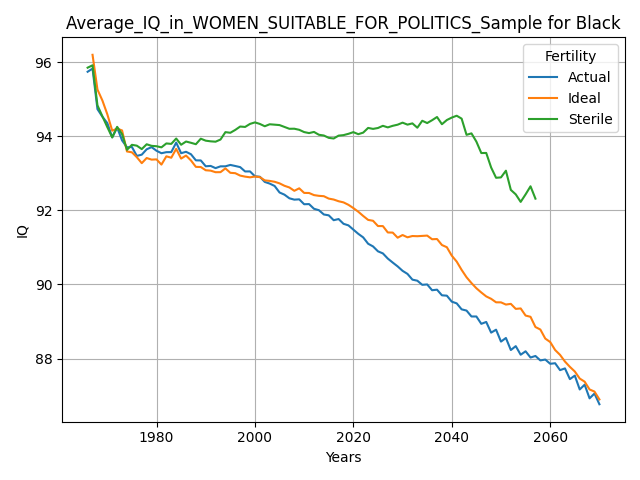 Average_IQ_in_WOMEN_SUITABLE_FOR_POLITICS_Sample for Black
96
94
92
90
88
IQ
Fertility
Actual
Ideal
Sterile
1980
2000
2020
2040
2060
Years